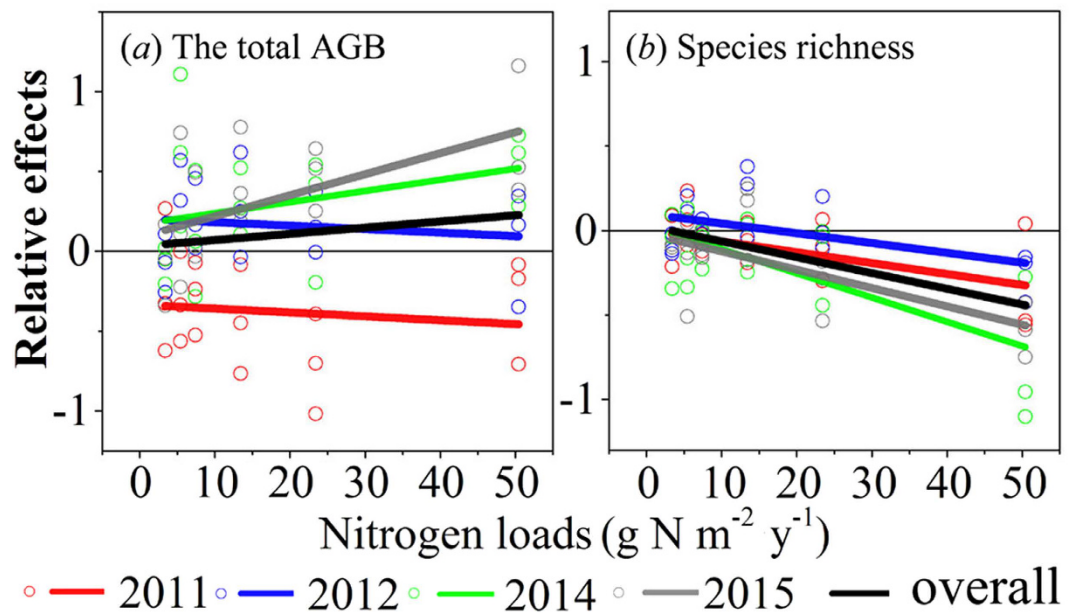 (a) The total AGB
(b) Species richness
Relative effects
1
0
-1
1
0
-1
0 10 20 30 40 50
0 10 20 30 40 50
Nitrogen loads (g N m⁻² y⁻¹)
2011 2012 2014 2015 overall